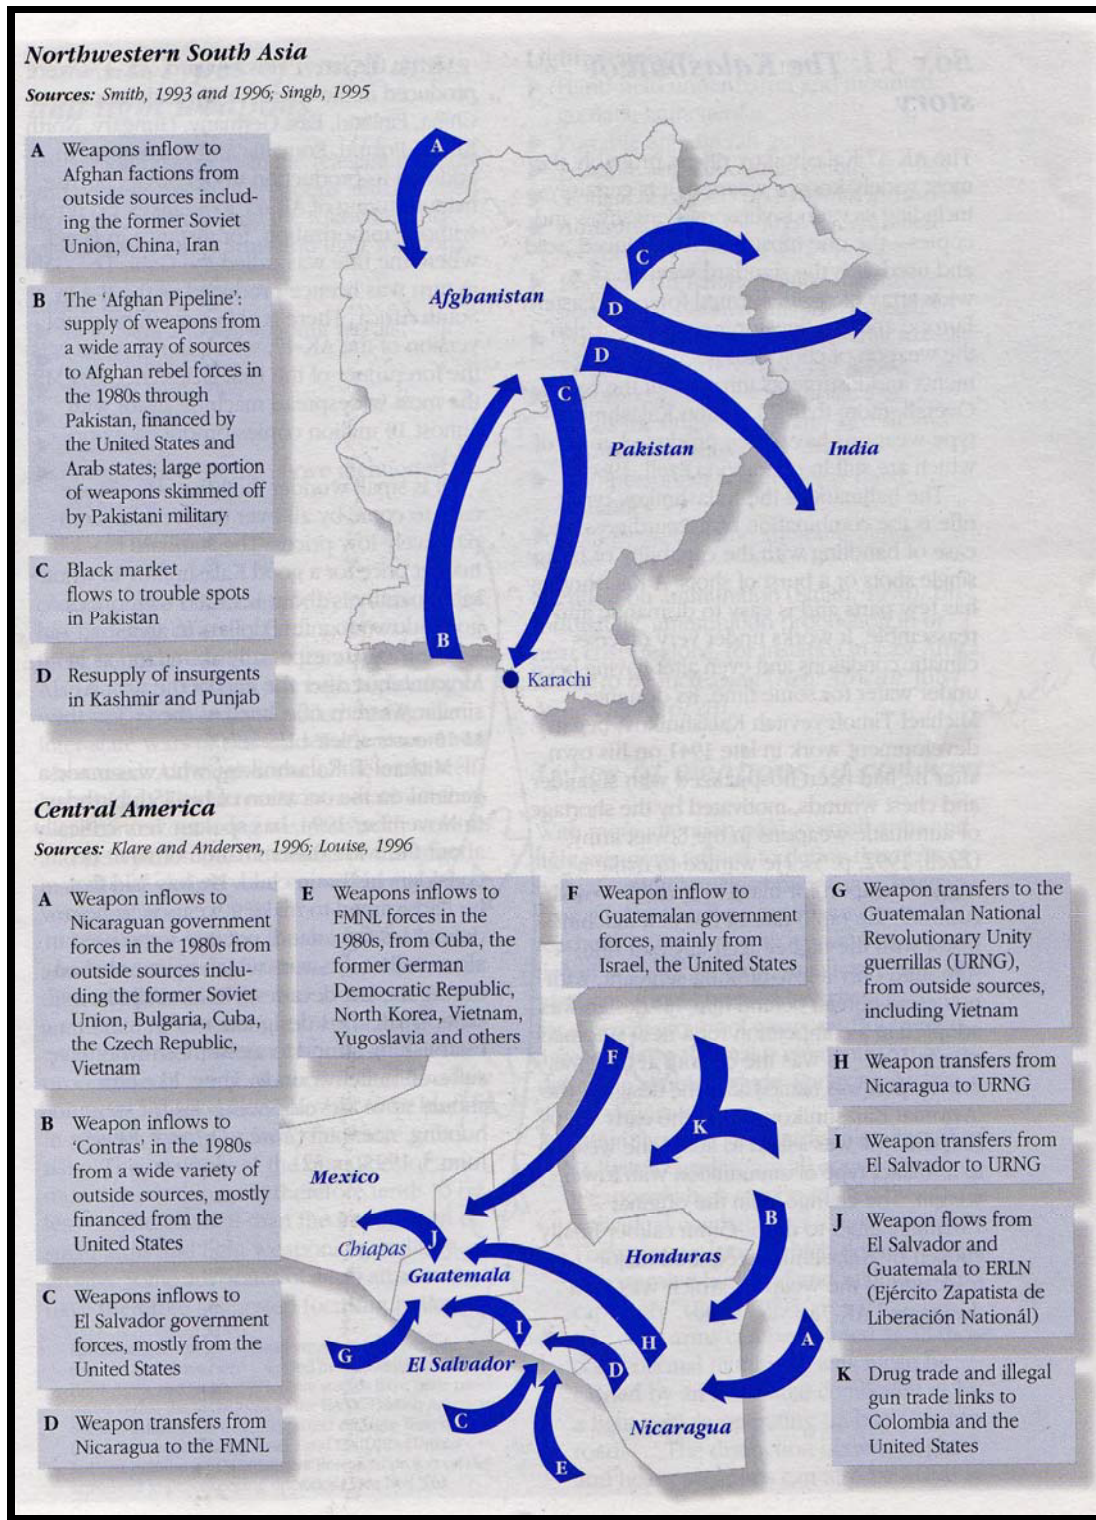 Northwestern South Asia
Sources: Smith, 1993 and 1996; Singh, 1995
A Weapons inflow to
Afghan factions from
outside sources includ-
ing the former Soviet
Union, China, Iran
B The 'Afghan Pipeline':
supply of weapons from
a wide array of sources
to Afghan rebel forces in
the 1980s through
Pakistan, financed by
the United States and
Arab states; large portion
of weapons skimmed off
by Pakistani military
C Black market
flows to trouble spots
in Pakistan
D Resupply of insurgents
in Kashmir and Punjab
A
C
Afghanistan
D
D
C
Pakistan
India
B
Karachi
Central America
Sources: Klare and Andersen, 1996; Louise, 1996
A Weapon inflows to
Nicaraguan government
forces in the 1980s from
outside sources inclu-
ding the former Soviet
Union, Bulgaria, Cuba,
the Czech Republic,
Vietnam
B Weapon inflows to
'Contras' in the 1980s
from a wide variety of
outside sources, mostly
financed from the
United States
C Weapons inflows to
El Salvador government
forces, mostly from the
United States
D Weapon transfers from
Nicaragua to the FMNL
E Weapons inflows to
FMNL forces in the
1980s, from Cuba, the
former German
Democratic Republic,
North Korea, Vietnam,
Yugoslavia and others
F Weapon inflow to
Guatemalan government
forces, mainly from
Israel, the United States
G Weapon transfers to the
Guatemalan National
Revolutionary Unity
guerrillas (URNG),
from outside sources,
including Vietnam
H Weapon transfers from
Nicaragua to URNG
I Weapon transfers from
El Salvador to URNG
J Weapon flows from
El Salvador and
Guatemala to ERLN
(Ejército Zapatista de
Liberación Nationál)
K Drug trade and illegal
gun trade links to
Colombia and the
United States
F
K
Mexico
B
J
Chiapas
Honduras
Guatemala
I
H
A
G
El Salvador
D
C
Nicaragua
E